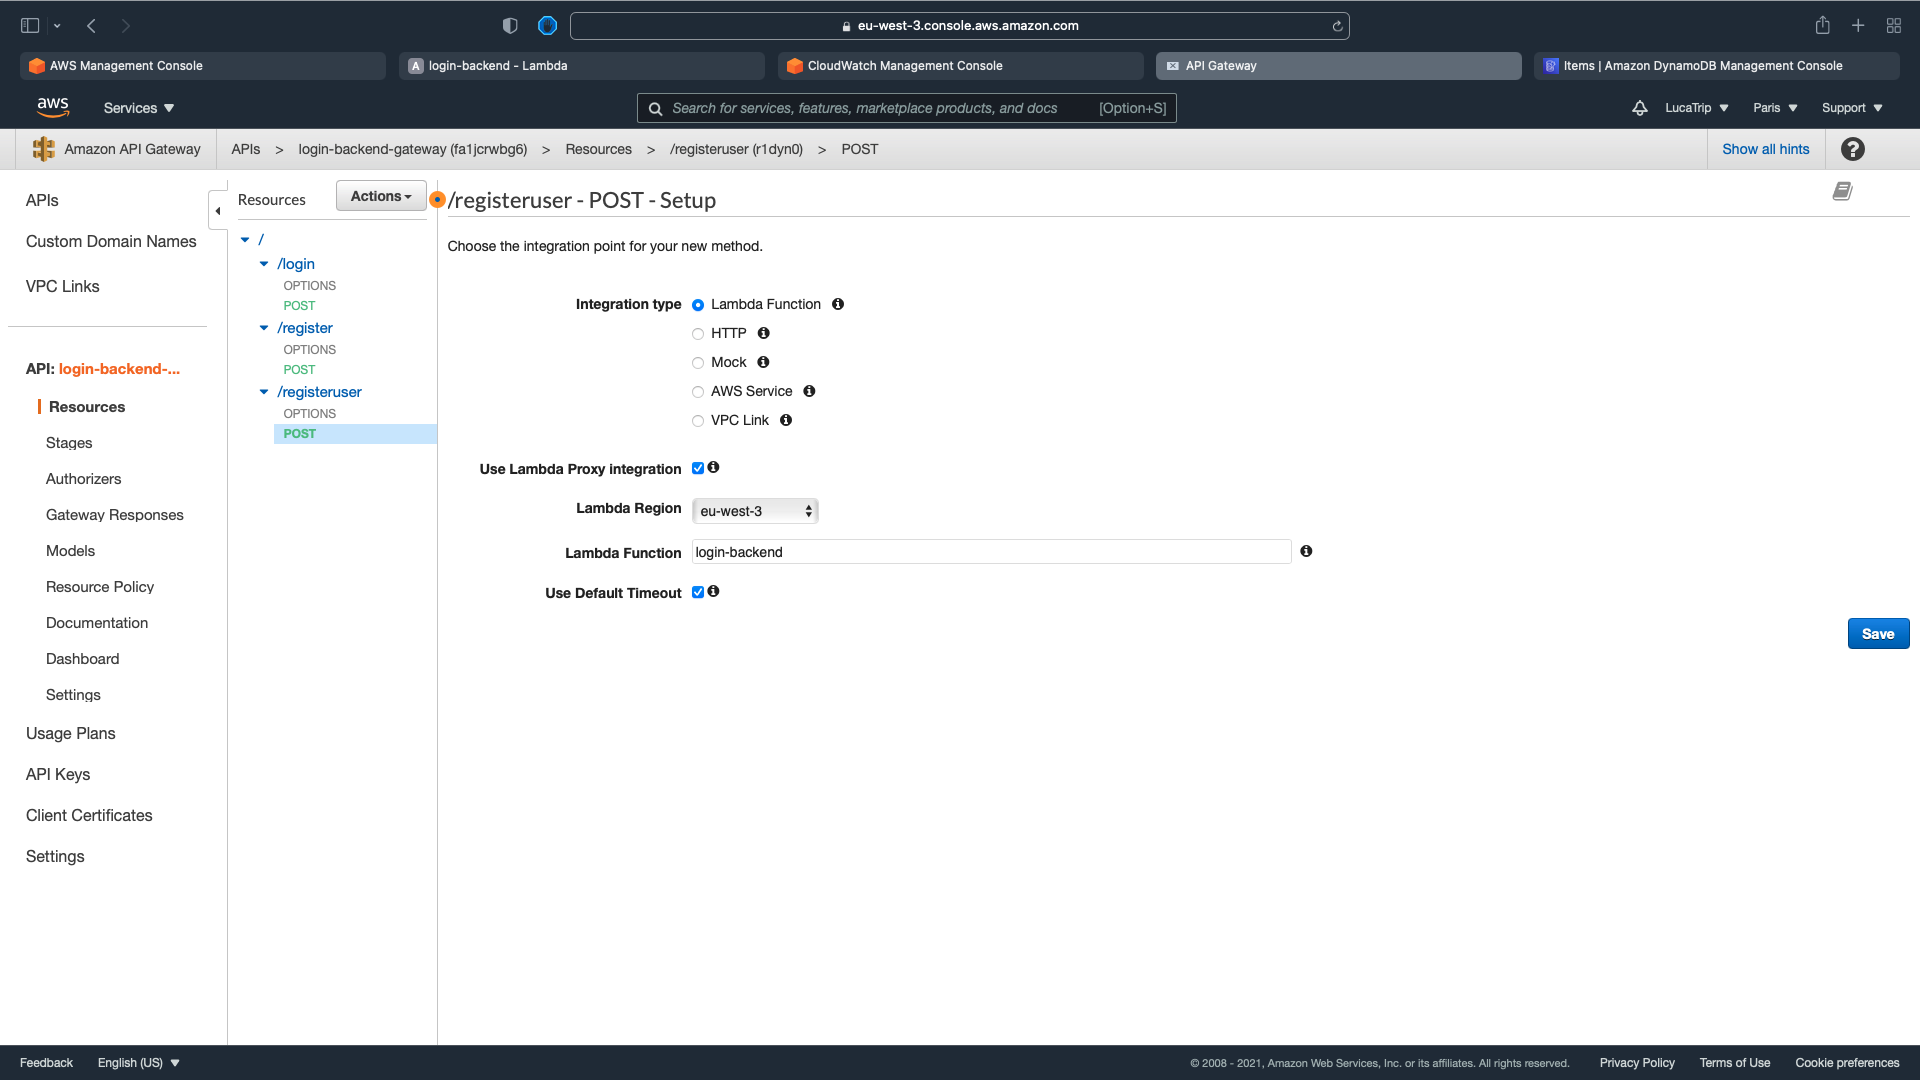 eu-west-3.console.aws.amazon.com
AWS Management Console
A login-backend - Lambda
CloudWatch Management Console
API Gateway
Items | Amazon DynamoDB Management Console
aws
Services
Search for services, features, marketplace products, and docs [Option+S]
LucaTrip
Paris
Support
Amazon API Gateway
APIs > login-backend-gateway (fa1jcrwbg6) > Resources > /registeruser (r1dyn0) > POST
Show all hints
?
APIs
Custom Domain Names
VPC Links
API: login-backend-...
Resources
Stages
Authorizers
Gateway Responses
Models
Resource Policy
Documentation
Dashboard
Settings
Usage Plans
API Keys
Client Certificates
Settings
Resources
Actions
/
/login
OPTIONS
POST
/register
OPTIONS
POST
/registeruser
OPTIONS
POST
/registeruser - POST - Setup
Choose the integration point for your new method.
Integration type
Lambda Function
HTTP
Mock
AWS Service
VPC Link
Use Lambda Proxy integration
Lambda Region
eu-west-3
Lambda Function
login-backend
Use Default Timeout
Save
Feedback
English (US)
© 2008 - 2021, Amazon Web Services, Inc. or its affiliates. All rights reserved.
Privacy Policy
Terms of Use
Cookie preferences